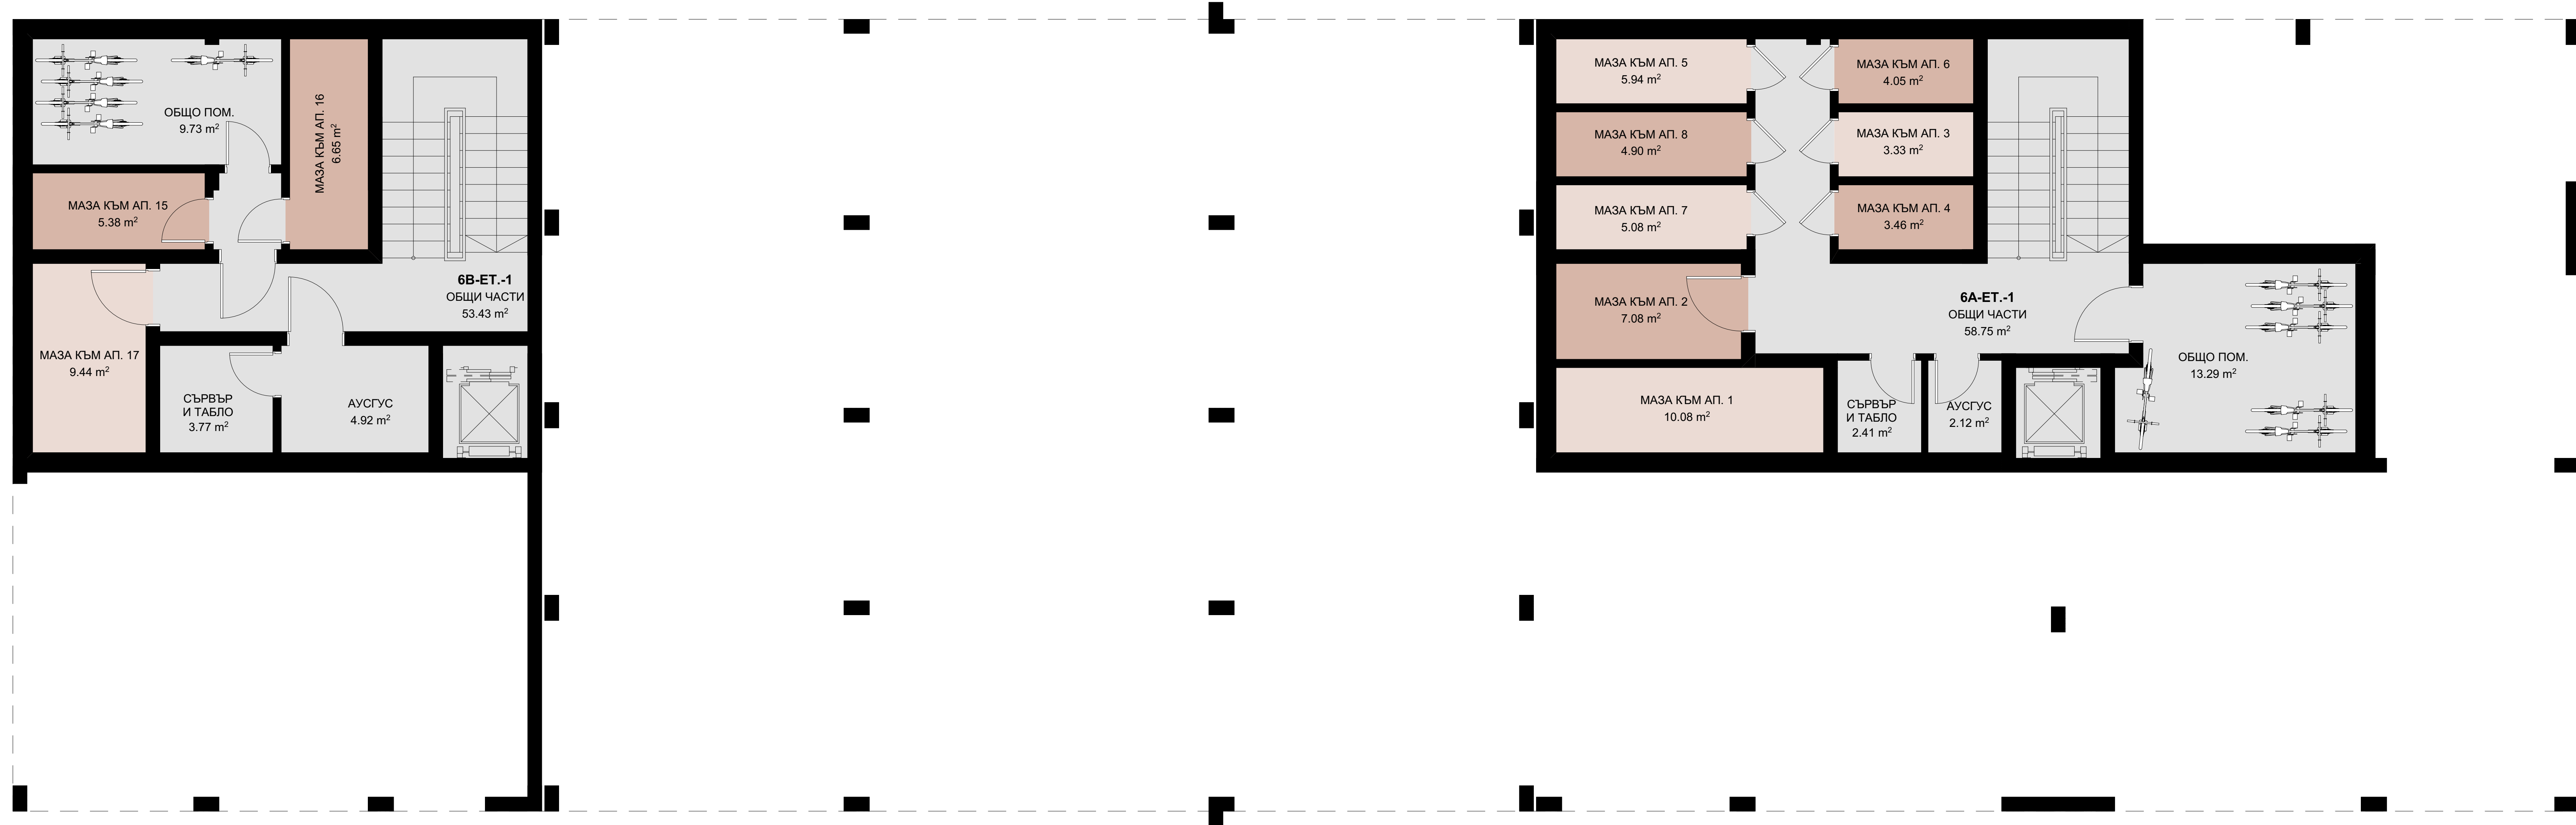 ОБЩО ПОМ.
9.73 m²
МАЗА КЪМ АП. 16
6.65 m²
МАЗА КЪМ АП. 15
5.38 m²
6В-ЕТ.-1
ОБЩИ ЧАСТИ
53.43 m²
МАЗА КЪМ АП. 17
9.44 m²
СЪРВЪР
И ТАБЛО
3.77 m²
АУСГУС
4.92 m²
МАЗА КЪМ АП. 5
5.94 m²
МАЗА КЪМ АП. 6
4.05 m²
МАЗА КЪМ АП. 8
4.90 m²
МАЗА КЪМ АП. 3
3.33 m²
МАЗА КЪМ АП. 7
5.08 m²
МАЗА КЪМ АП. 4
3.46 m²
МАЗА КЪМ АП. 2
7.08 m²
6А-ЕТ.-1
ОБЩИ ЧАСТИ
58.75 m²
ОБЩО ПОМ.
13.29 m²
МАЗА КЪМ АП. 1
10.08 m²
СЪРВЪР
И ТАБЛО
2.41 m²
АУСГУС
2.12 m²